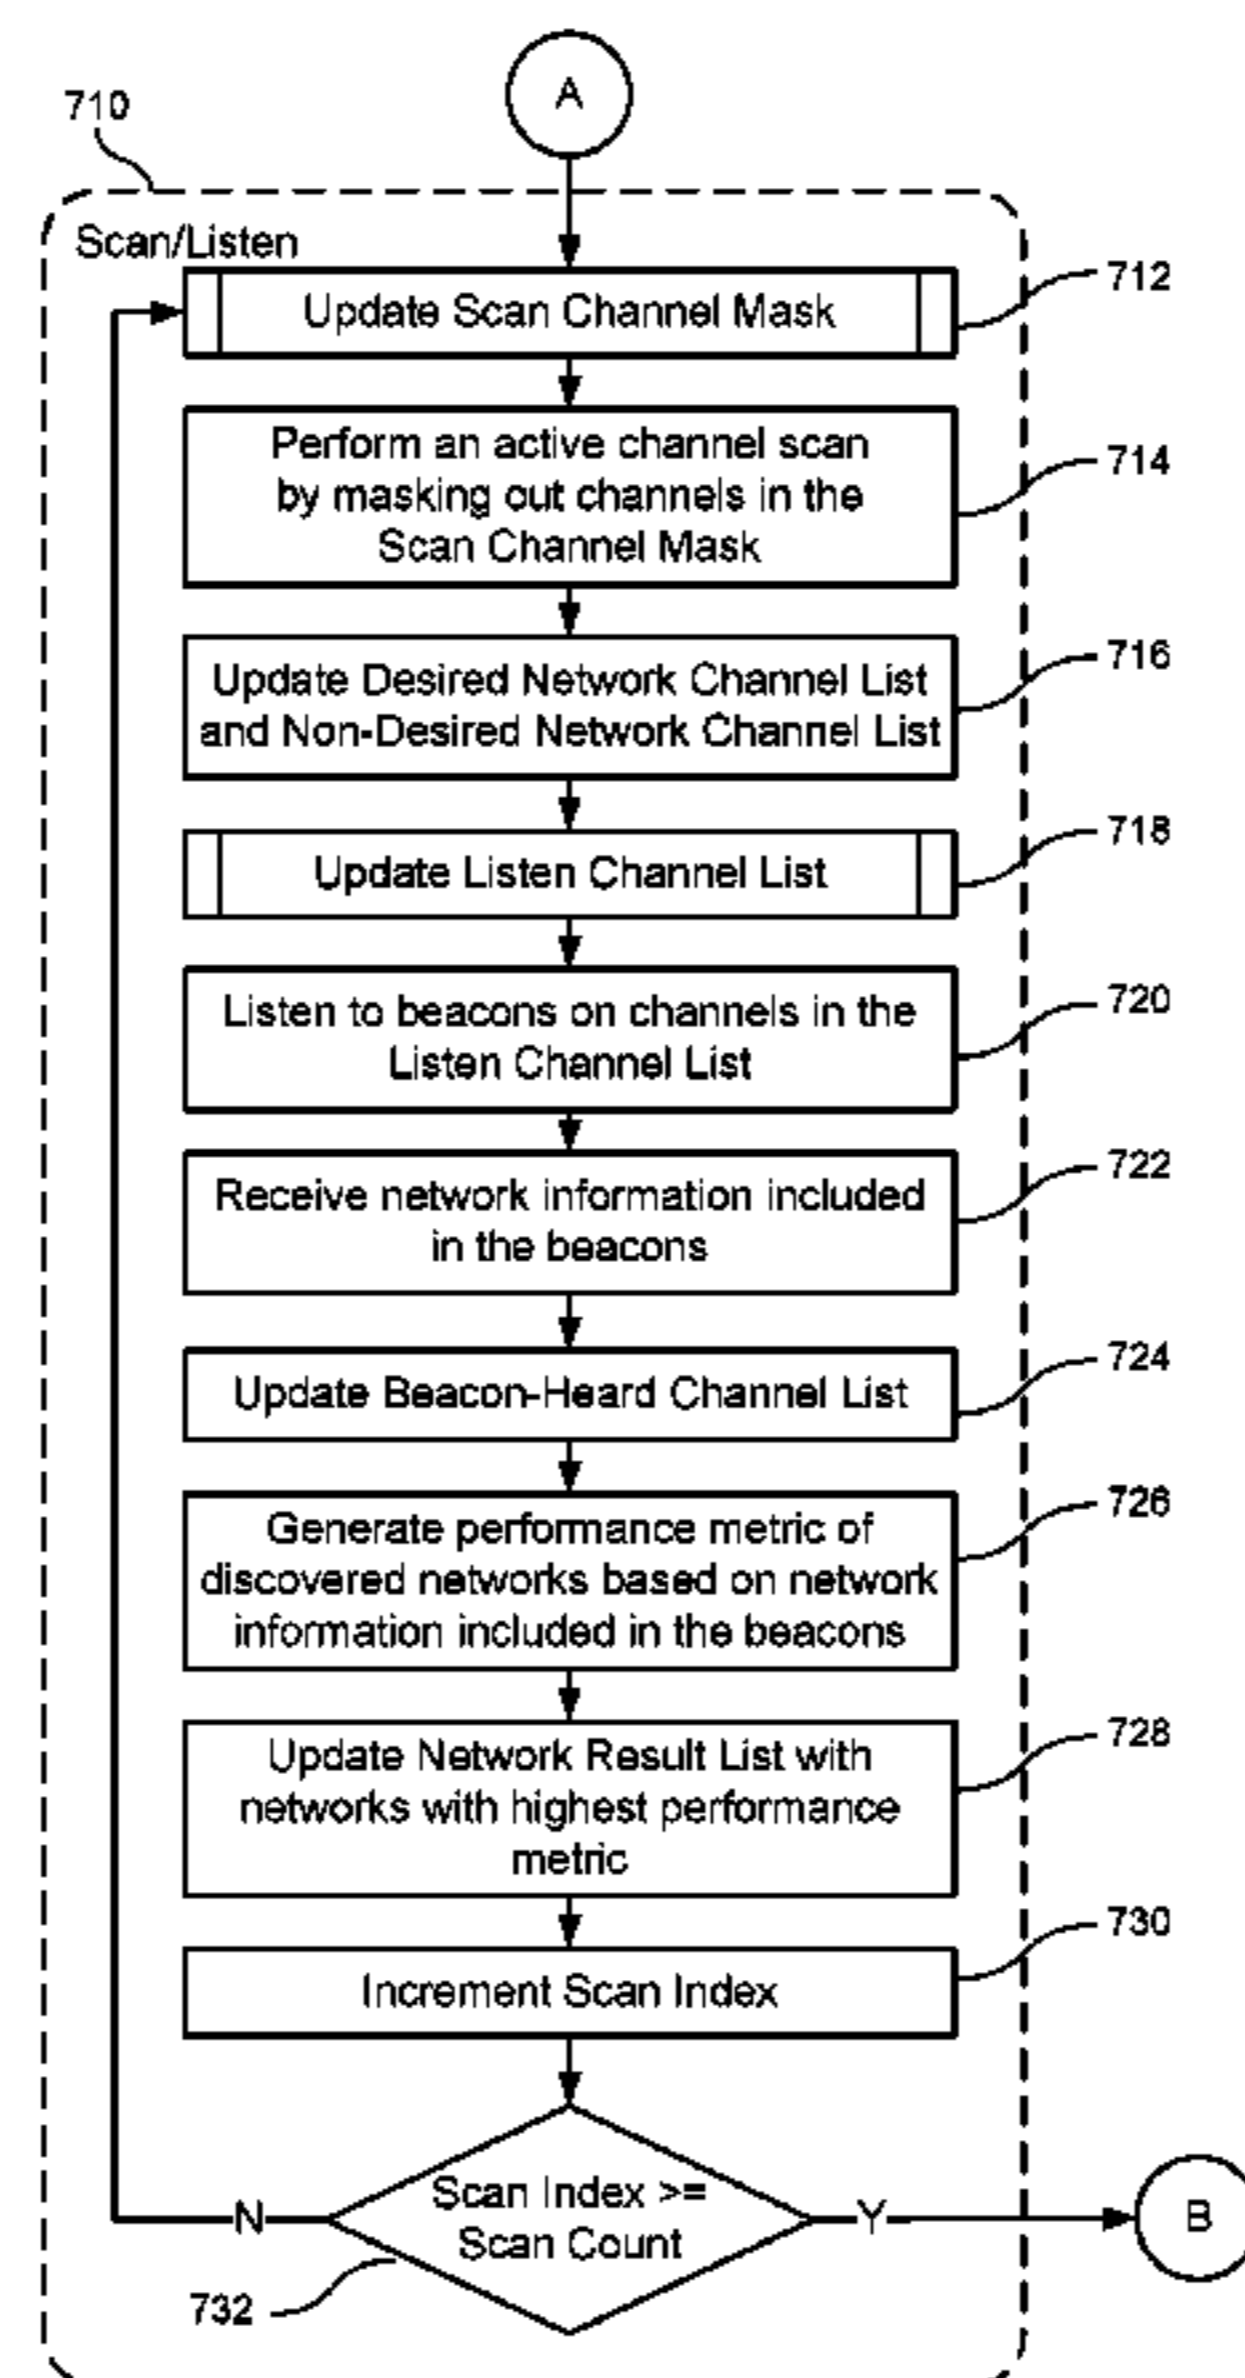 A
710
Scan/Listen
Update Scan Channel Mask
712
Perform an active channel scan
by masking out channels in the
Scan Channel Mask
714
Update Desired Network Channel List
and Non-Desired Network Channel List
716
Update Listen Channel List
718
Listen to beacons on channels in the
Listen Channel List
720
Receive network information included
in the beacons
722
Update Beacon-Heard Channel List
724
Generate performance metric of
discovered networks based on network
information included in the beacons
726
Update Network Result List with
networks with highest performance
metric
728
Increment Scan Index
730
Scan Index >=
Scan Count
N
Y
B
732